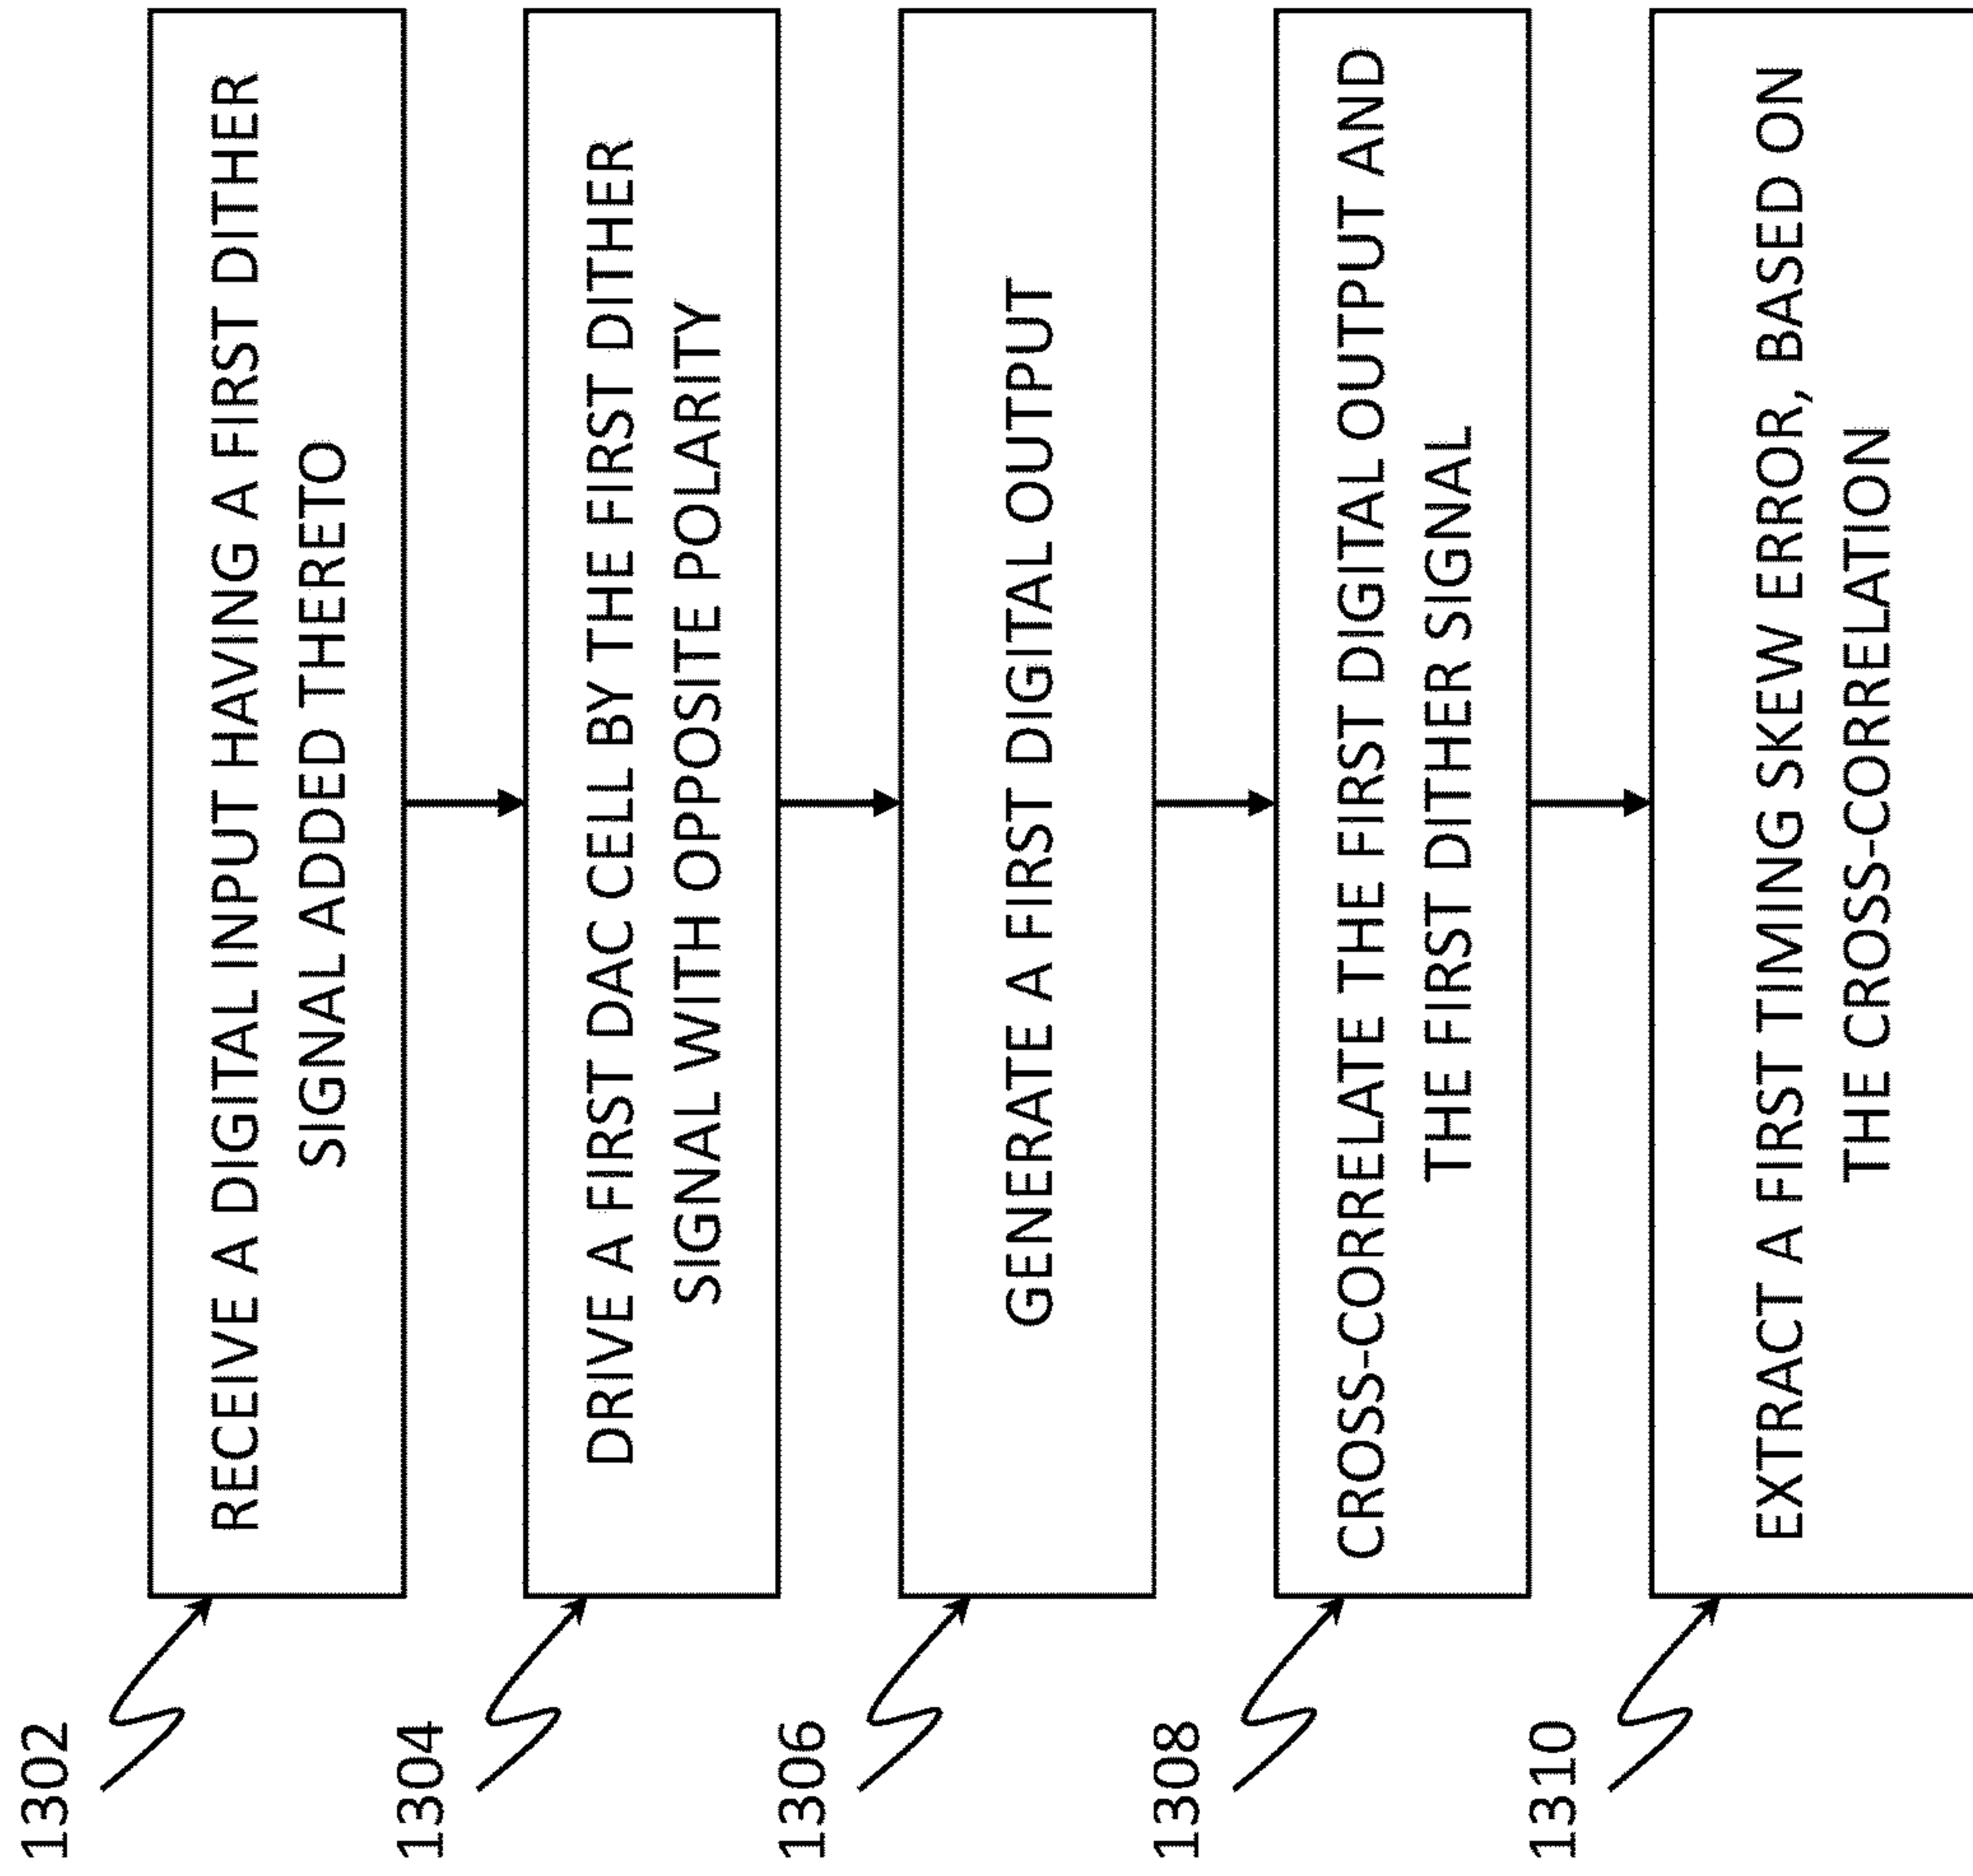 1302
RECEIVE A DIGITAL INPUT HAVING A FIRST DITHER
SIGNAL ADDED THERETO
1304
DRIVE A FIRST DAC CELL BY THE FIRST DITHER
SIGNAL WITH OPPOSITE POLARITY
1306
GENERATE A FIRST DIGITAL OUTPUT
1308
CROSS-CORRELATE THE FIRST DIGITAL OUTPUT AND
THE FIRST DITHER SIGNAL
1310
EXTRACT A FIRST TIMING SKEW ERROR, BASED ON
THE CROSS-CORRELATION